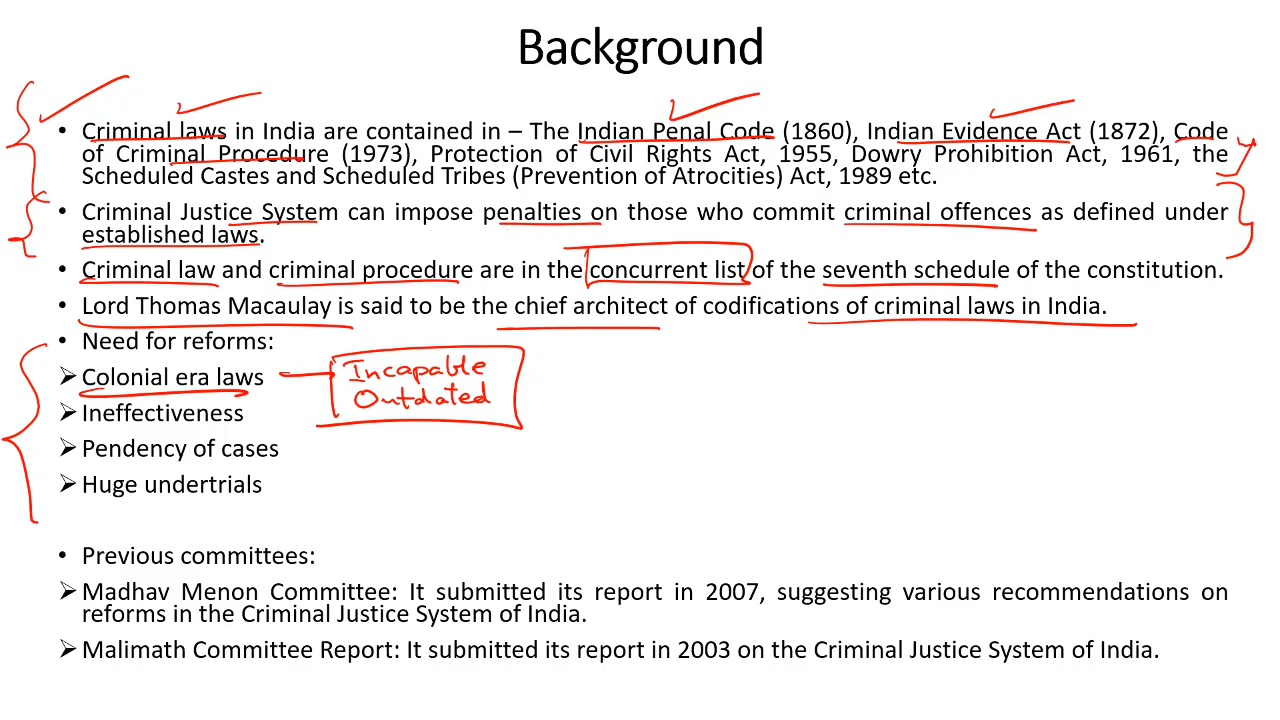 Background
• Criminal laws in India are contained in – The Indian Penal Code (1860), Indian Evidence Act (1872), Code
of Criminal Procedure (1973), Protection of Civil Rights Act, 1955, Dowry Prohibition Act, 1961, the
Scheduled Castes and Scheduled Tribes (Prevention of Atrocities) Act, 1989 etc.
• Criminal Justice System can impose penalties on those who commit criminal offences as defined under
established laws.
• Criminal law and criminal procedure are in the concurrent list of the seventh schedule of the constitution.
• Lord Thomas Macaulay is said to be the chief architect of codifications of criminal laws in India.
• Need for reforms:
➢ Colonial era laws
Incapable
Outdated
➢ Ineffectiveness
➢ Pendency of cases
➢ Huge undertrials
• Previous committees:
➢ Madhav Menon Committee: It submitted its report in 2007, suggesting various recommendations on
reforms in the Criminal Justice System of India.
➢ Malimath Committee Report: It submitted its report in 2003 on the Criminal Justice System of India.